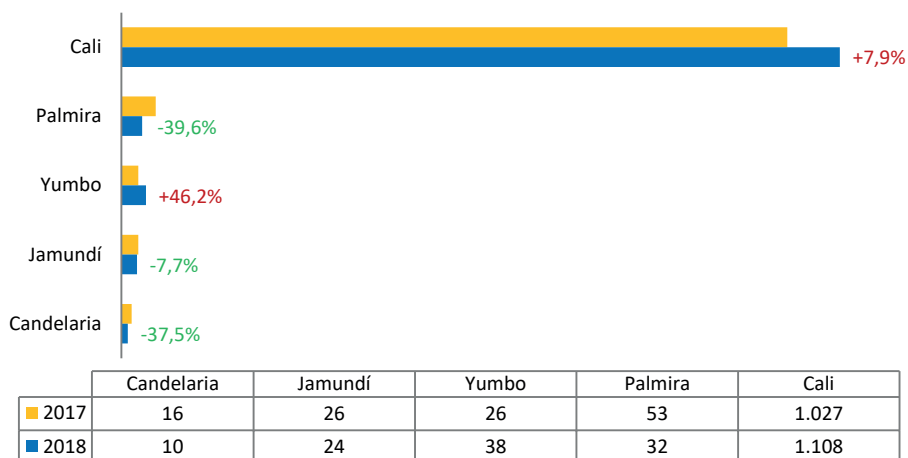 Cali
+7,9%
Palmira
-39,6%
Yumbo
+46,2%
Jamundí
-7,7%
Candelaria
-37,5%
Candelaria Jamundí Yumbo Palmira Cali
2017 16 26 26 53 1.027
2018 10 24 38 32 1.108